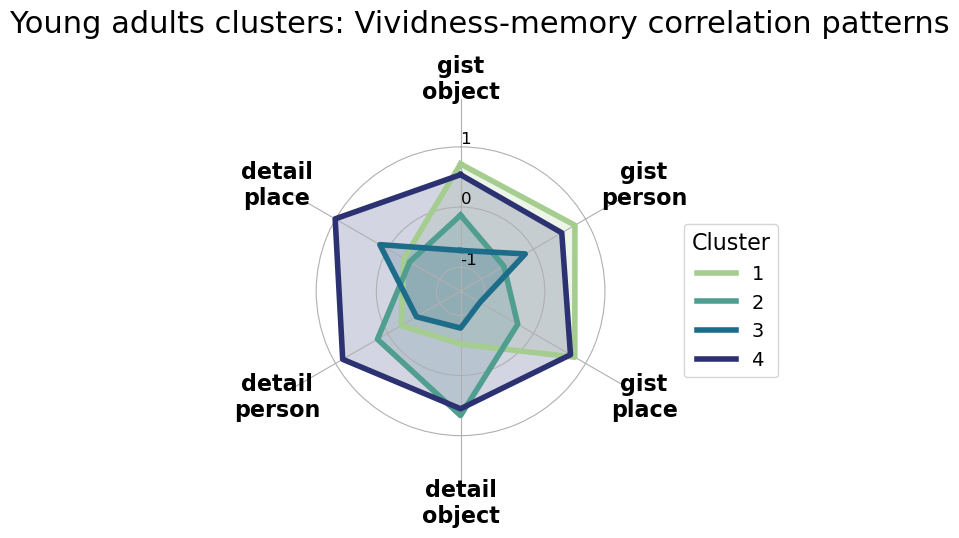 Young adults clusters: Vividness-memory correlation patterns
gist
object
1
detail
place
gist
person
0
Cluster
-1
1
2
3
4
detail
person
gist
place
detail
object